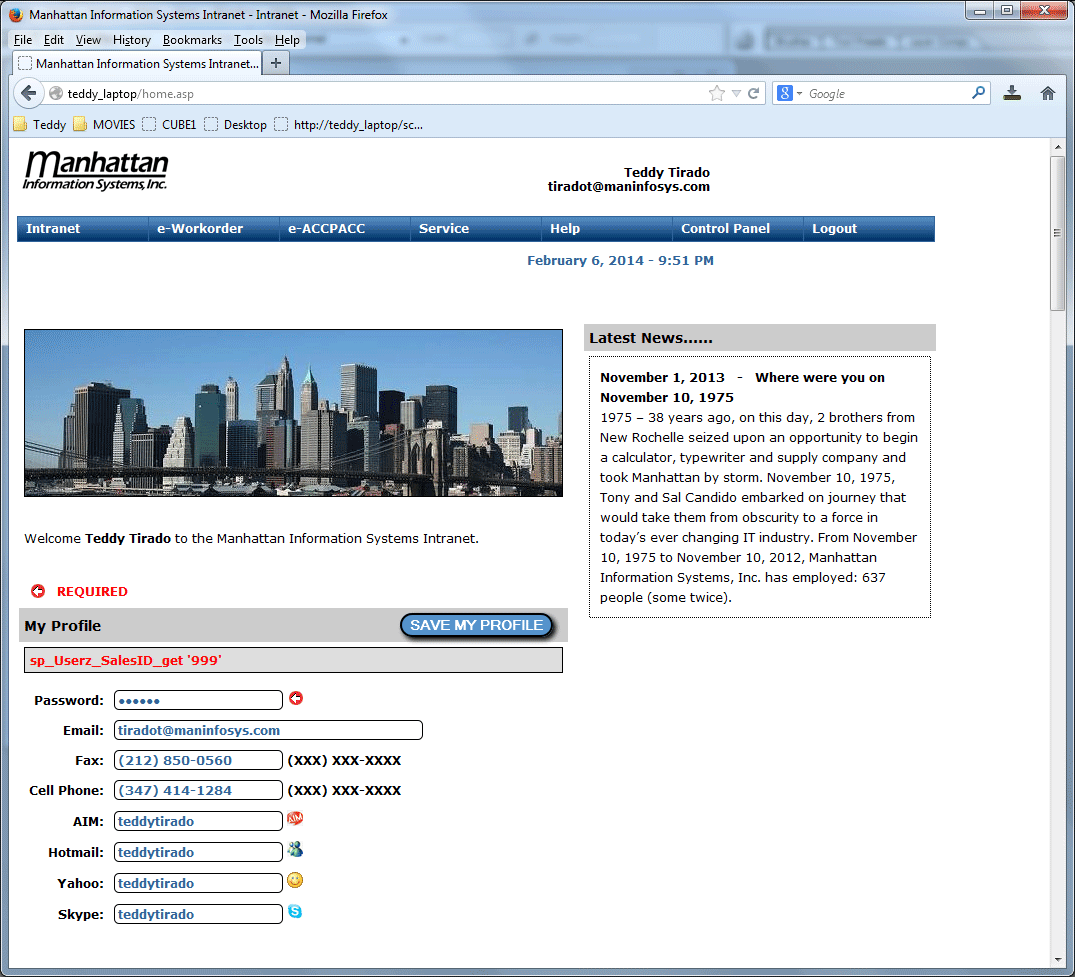 Manhattan Information Systems Intranet - Intranet - Mozilla Firefox
File Edit View History Bookmarks Tools Help
Manhattan Information Systems Intranet...
teddy_laptop/home.asp
Google
Teddy MOVIES CUBE1 Desktop http://teddy_laptop/sc...
Manhattan
Information Systems, Inc.
Teddy Tirado
tiradot@maninfosys.com
Intranet e-Workorder e-ACCPACC Service Help Control Panel Logout
February 6, 2014 - 9:51 PM
Latest News......
November 1, 2013 - Where were you on
November 10, 1975
1975 – 38 years ago, on this day, 2 brothers from
New Rochelle seized upon an opportunity to begin
a calculator, typewriter and supply company and
took Manhattan by storm. November 10, 1975,
Tony and Sal Candido embarked on journey that
would take them from obscurity to a force in
today’s ever changing IT industry. From November
10, 1975 to November 10, 2012, Manhattan
Information Systems, Inc. has employed: 637
people (some twice).
Welcome Teddy Tirado to the Manhattan Information Systems Intranet.
REQUIRED
My Profile SAVE MY PROFILE
sp_Userz_SalesID_get '999'
Password: ••••••
Email: tiradot@maninfosys.com
Fax: (212) 850-0560 (XXX) XXX-XXXX
Cell Phone: (347) 414-1284 (XXX) XXX-XXXX
AIM: teddytirado
Hotmail: teddytirado
Yahoo: teddytirado
Skype: teddytirado